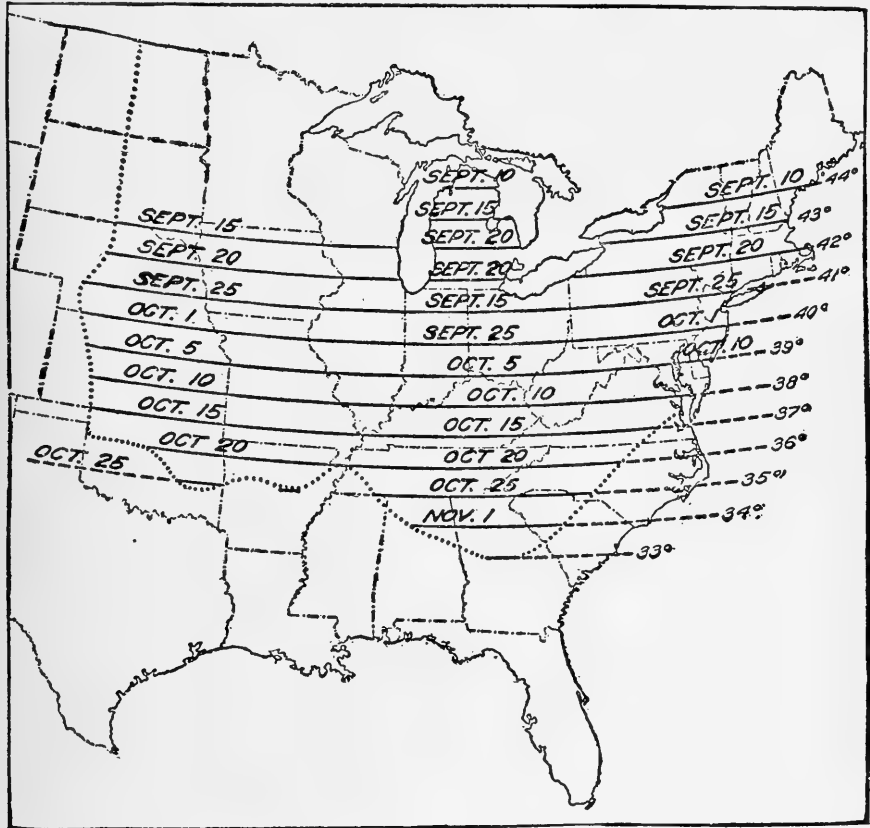 SEPT. 10
SEPT. 10
44°
SEPT. 15
SEPT. 15
SEPT. 15
43°
SEPT. 20
SEPT. 20
SEPT. 20
42°
SEPT. 25
SEPT. 20
SEPT. 25
41°
OCT. 1
SEPT. 15
OCT.
40°
OCT. 5
SEPT. 25
OCT. 10
39°
OCT. 10
OCT. 5
38°
OCT. 15
OCT. 10
37°
OCT 20
OCT. 15
36°
OCT. 25
OCT. 20
35°
OCT. 25
34°
NOV. 1
33°